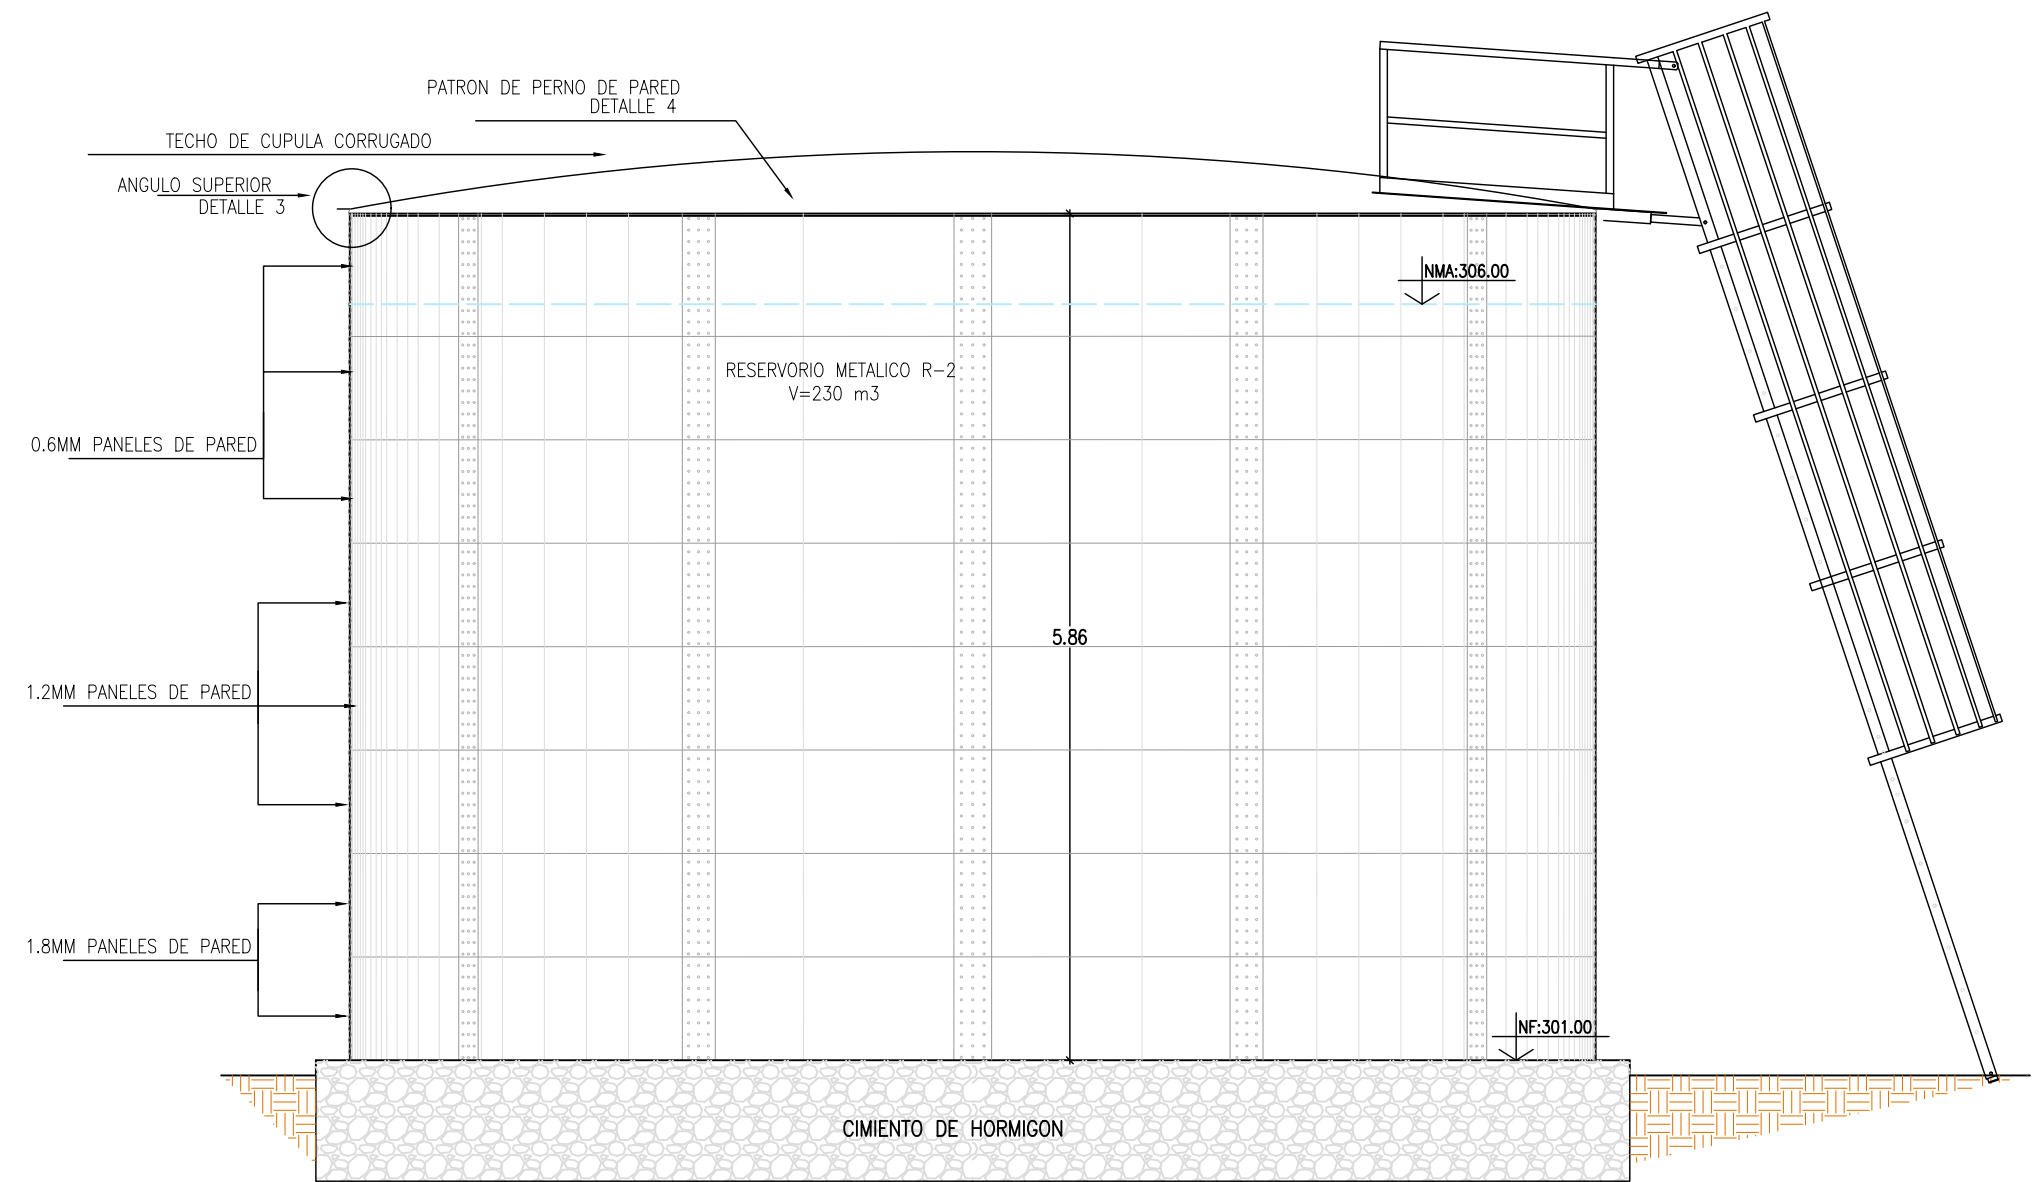 PATRON DE PERNO DE PARED
DETALLE 4
TECHO DE CUPULA CORRUGADO
ANGULO SUPERIOR
DETALLE 3
NMA:306.00
RESERVORIO METALICO R-2
V=230 m3
0.6MM PANELES DE PARED
5.86
1.2MM PANELES DE PARED
1.8MM PANELES DE PARED
NF:301.00
CIMIENTO DE HORMIGON